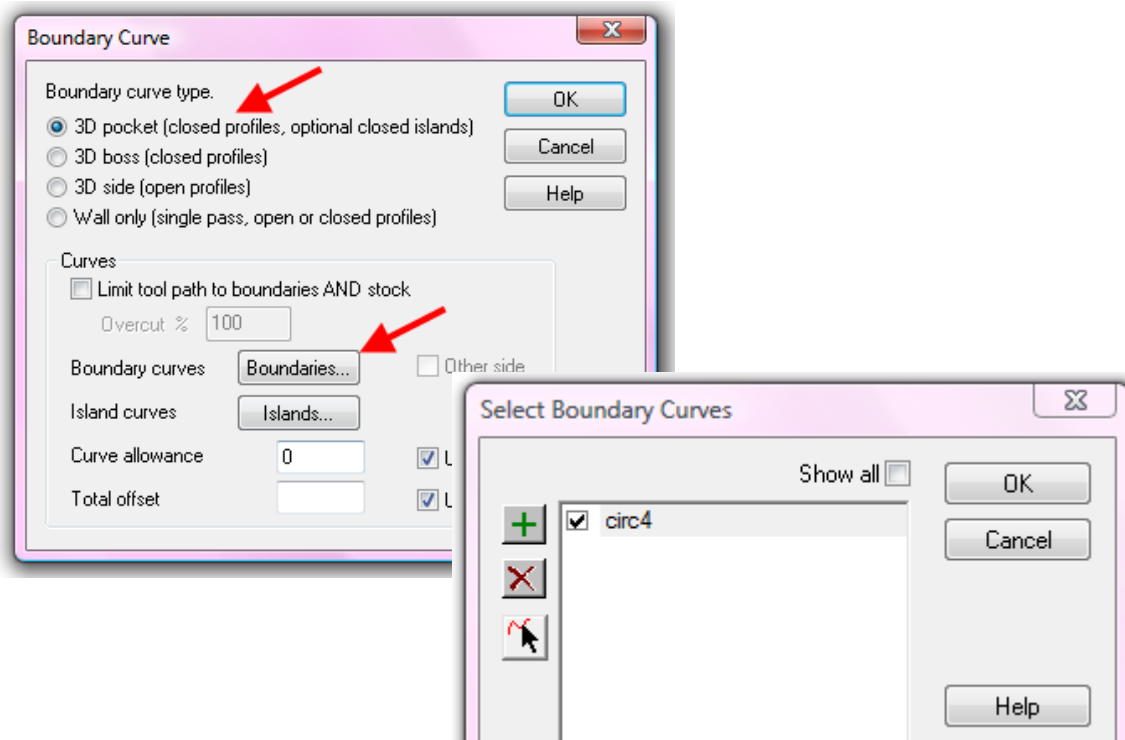 Boundary Curve
Boundary curve type.
OK
3D pocket (closed profiles, optional closed islands)
3D boss (closed profiles)
Cancel
3D side (open profiles)
Help
Wall only (single pass, open or closed profiles)
Curves
Limit tool path to boundaries AND stock
Overcut % 100
Boundary curves Boundaries... Other side
Island curves Islands...
Curve allowance 0
Total offset
Select Boundary Curves
Show all
OK
circ4
Cancel
Help